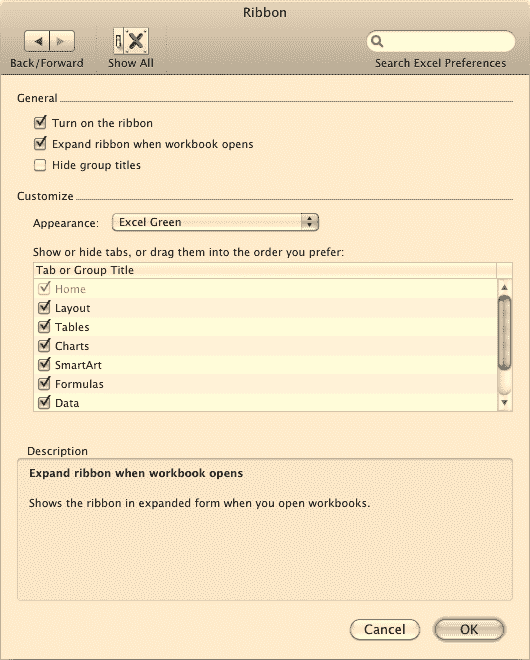 Ribbon
Back/Forward
Show All
Search Excel Preferences
General
Turn on the ribbon
Expand ribbon when workbook opens
Hide group titles
Customize
Appearance: Excel Green
Show or hide tabs, or drag them into the order you prefer:
Tab or Group Title
Home
Layout
Tables
Charts
SmartArt
Formulas
Data
Description
Expand ribbon when workbook opens
Shows the ribbon in expanded form when you open workbooks.
Cancel OK